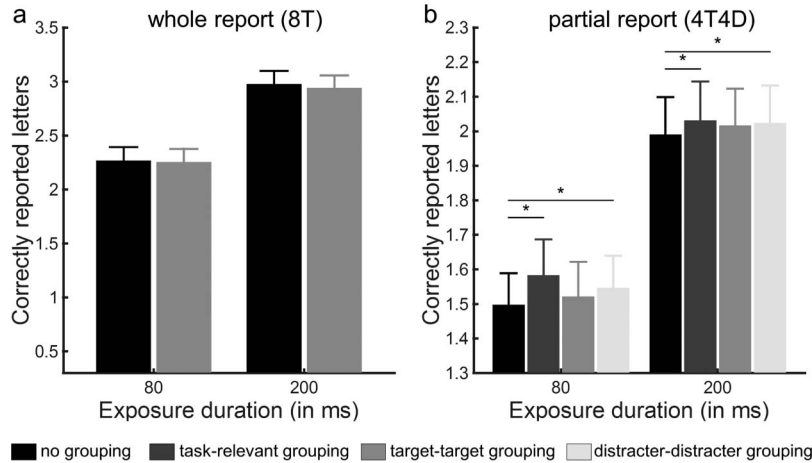 a
whole report (8T)
Correctly reported letters
3.5
3
2.5
2
1.5
1
0.5
80
200
Exposure duration (in ms)
b
partial report (4T4D)
Correctly reported letters
2.3
2.2
2.1
2.0
1.9
1.8
1.7
1.6
1.5
1.4
1.3
*
*
*
*
80
200
Exposure duration (in ms)
no grouping
task-relevant grouping
target-target grouping
distracter-distracter grouping